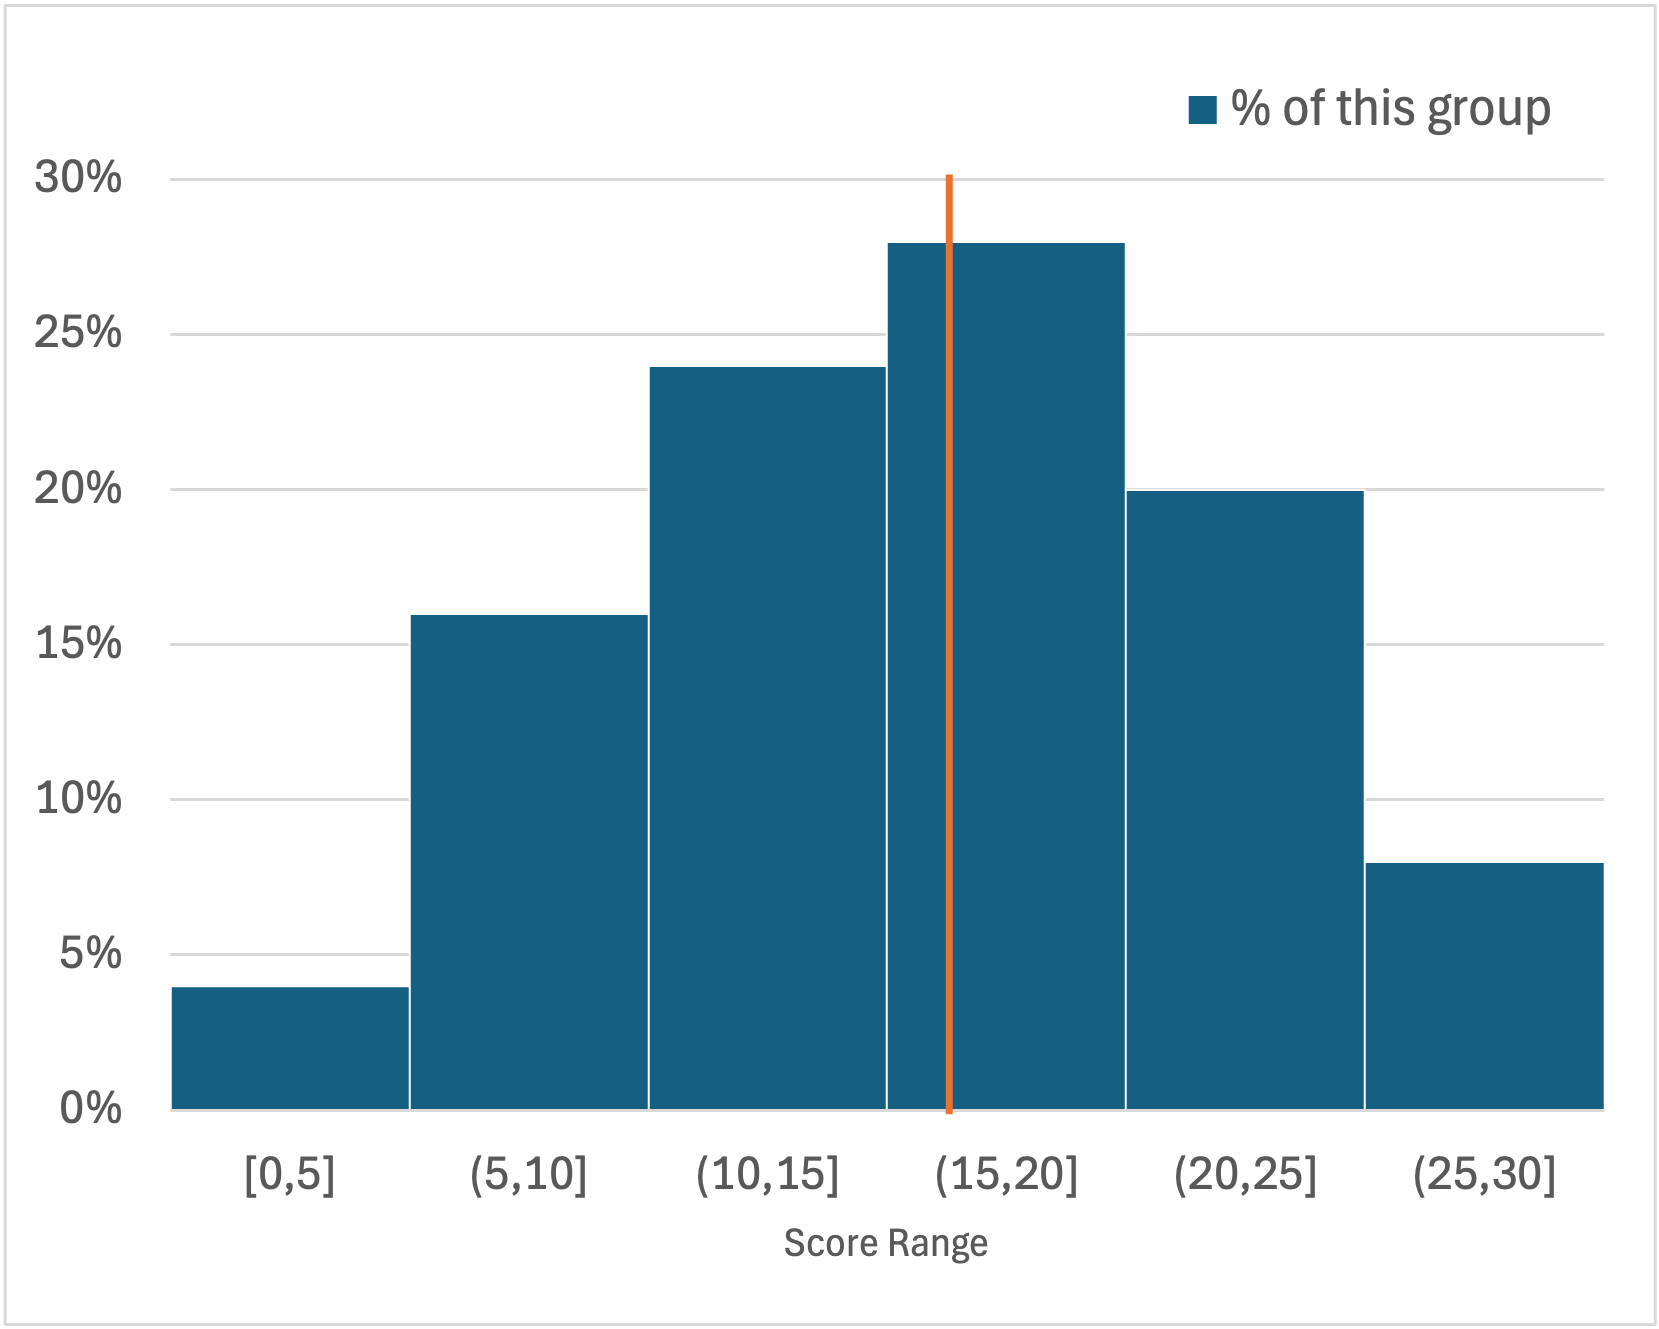 % of this group
30%
25%
20%
15%
10%
5%
0%
[0,5] (5,10] (10,15] (15,20] (20,25] (25,30]
Score Range